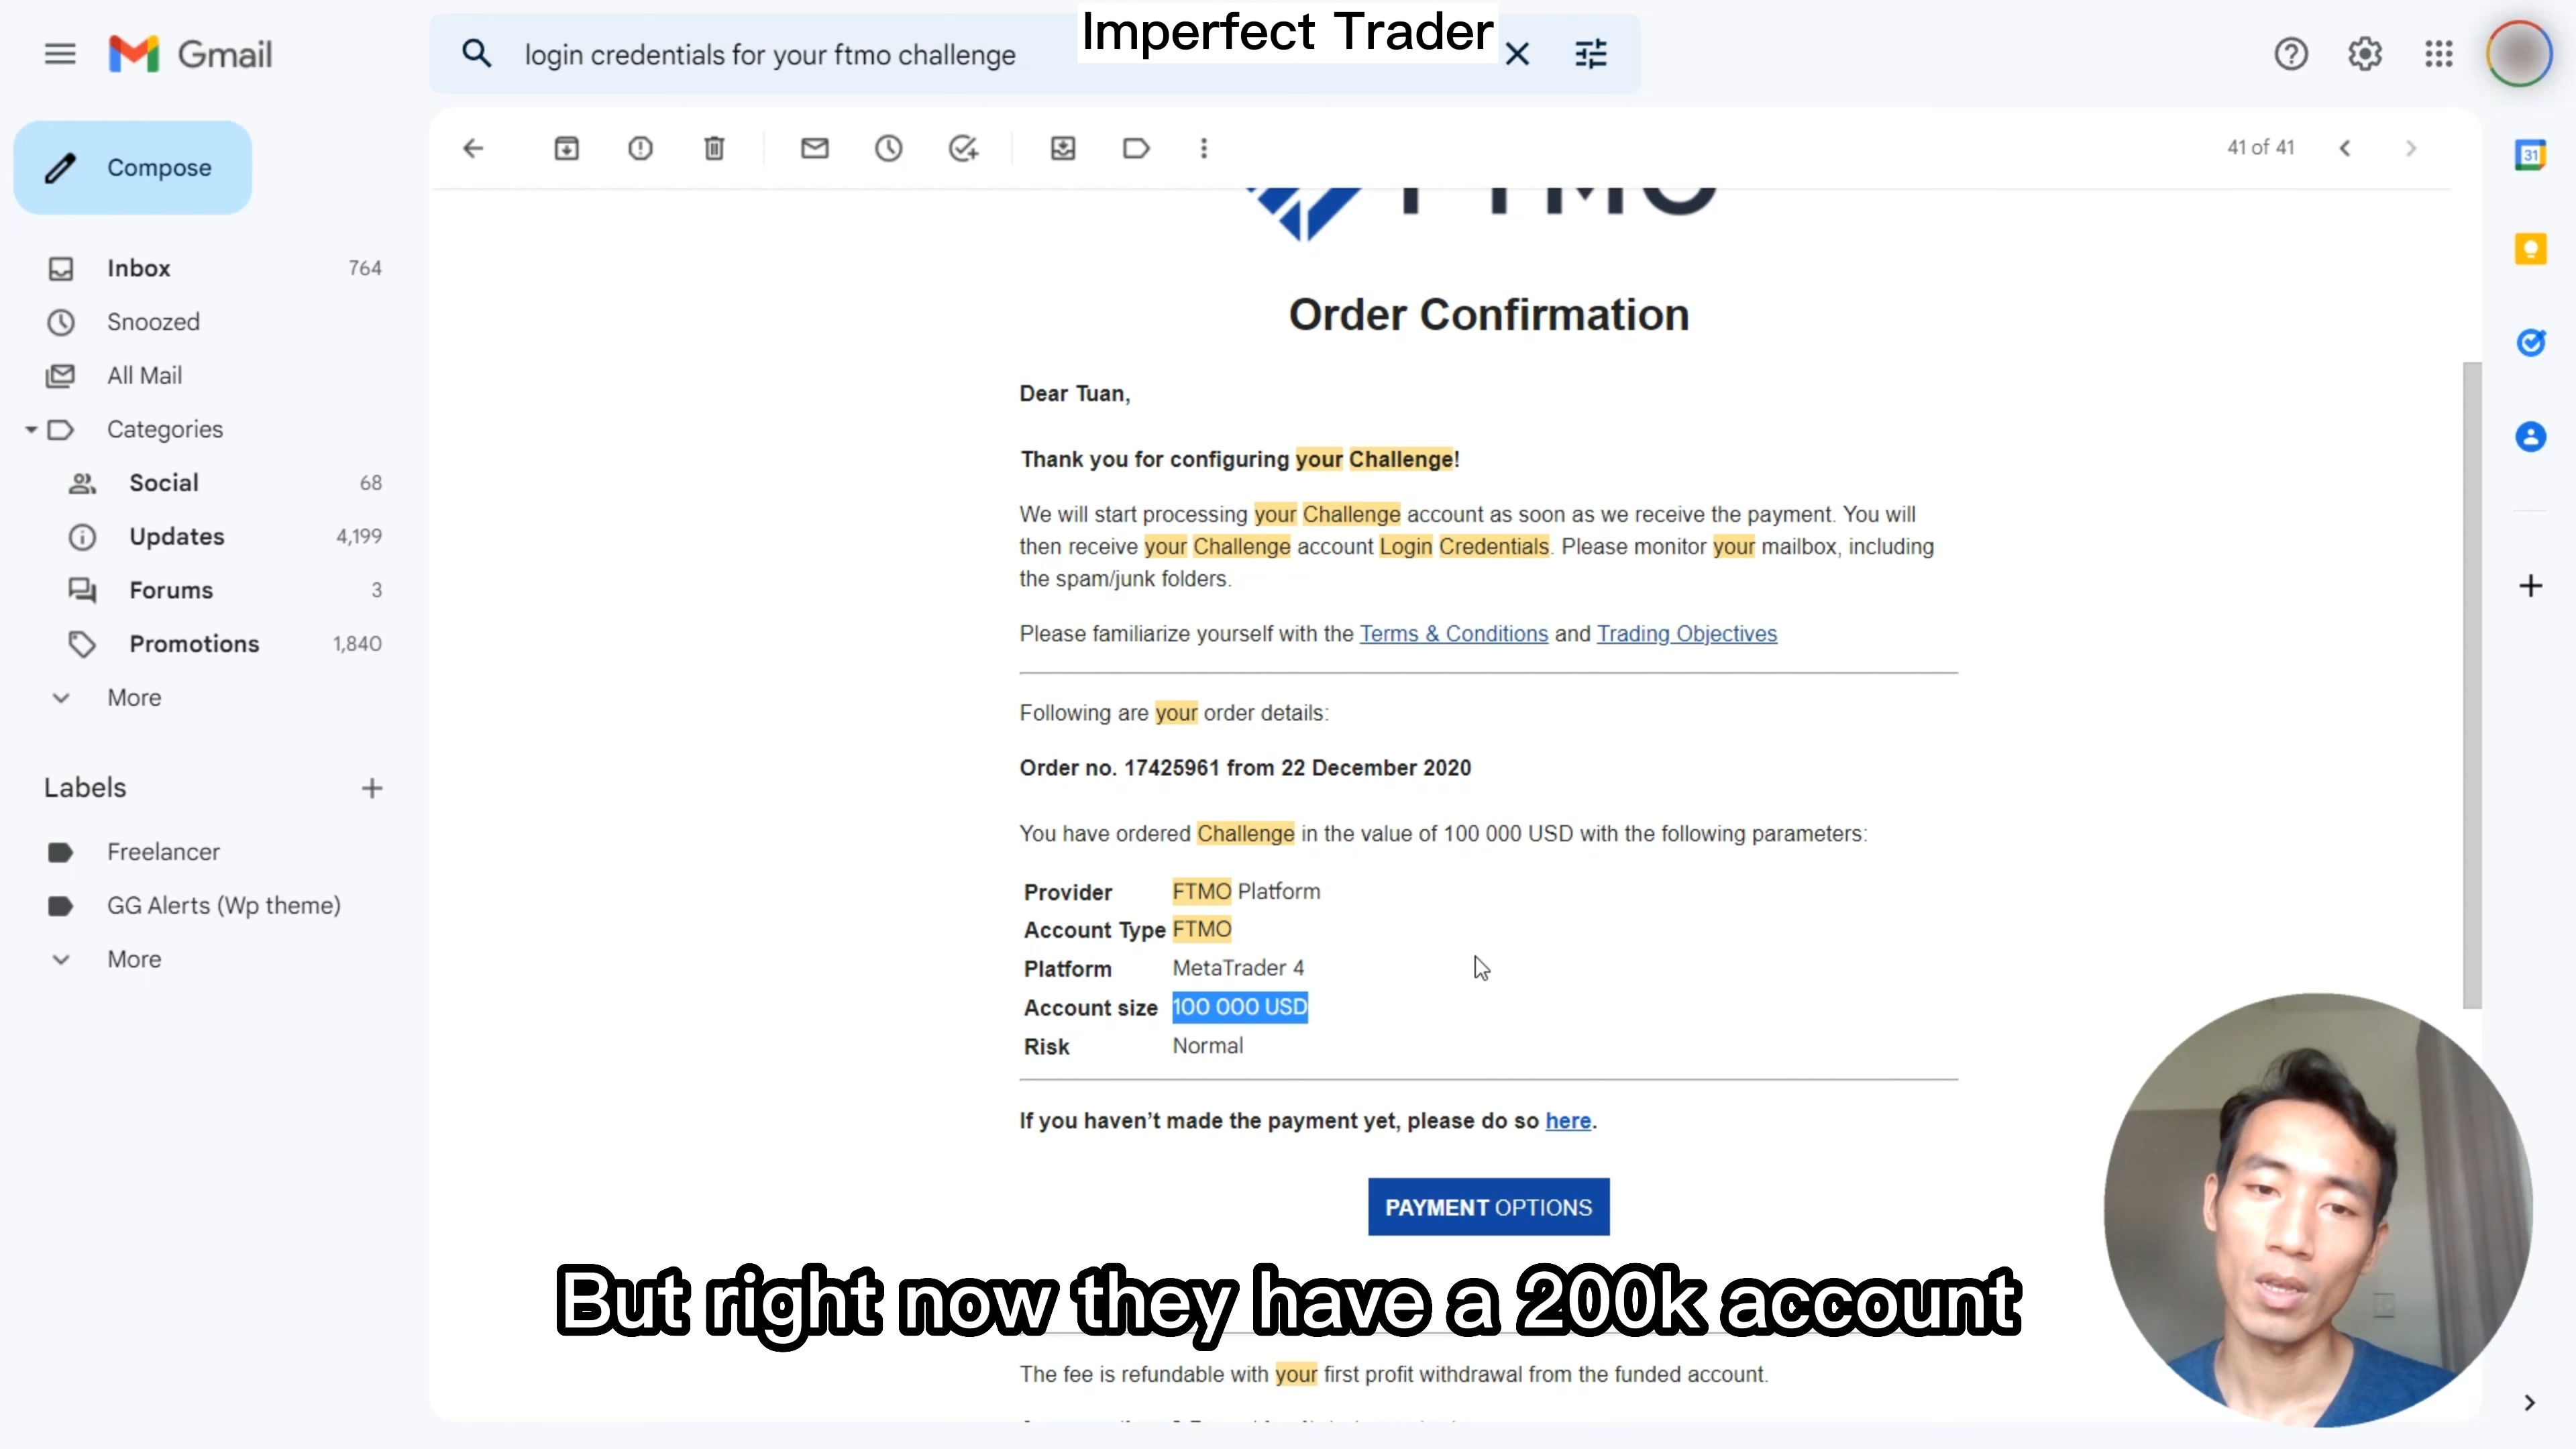 Imperfect Trader
Gmail
login credentials for your ftmo challenge
Compose
41 of 41
31
Inbox 764
Snoozed
All Mail
Categories
Social 68
Updates 4,199
Forums 3
Promotions 1,840
More
Labels
Freelancer
GG Alerts (Wp theme)
More
FTMO
Order Confirmation
Dear Tuan,
Thank you for configuring your Challenge!
We will start processing your Challenge account as soon as we receive the payment. You will
then receive your Challenge account Login Credentials. Please monitor your mailbox, including
the spam/junk folders.
Please familiarize yourself with the Terms & Conditions and Trading Objectives
Following are your order details:
Order no. 17425961 from 22 December 2020
You have ordered Challenge in the value of 100 000 USD with the following parameters:
Provider FTMO Platform
Account Type FTMO
Platform MetaTrader 4
Account size 100 000 USD
Risk Normal
If you haven't made the payment yet, please do so here.
PAYMENT OPTIONS
But right now they have a 200k account
The fee is refundable with your first profit withdrawal from the funded account.